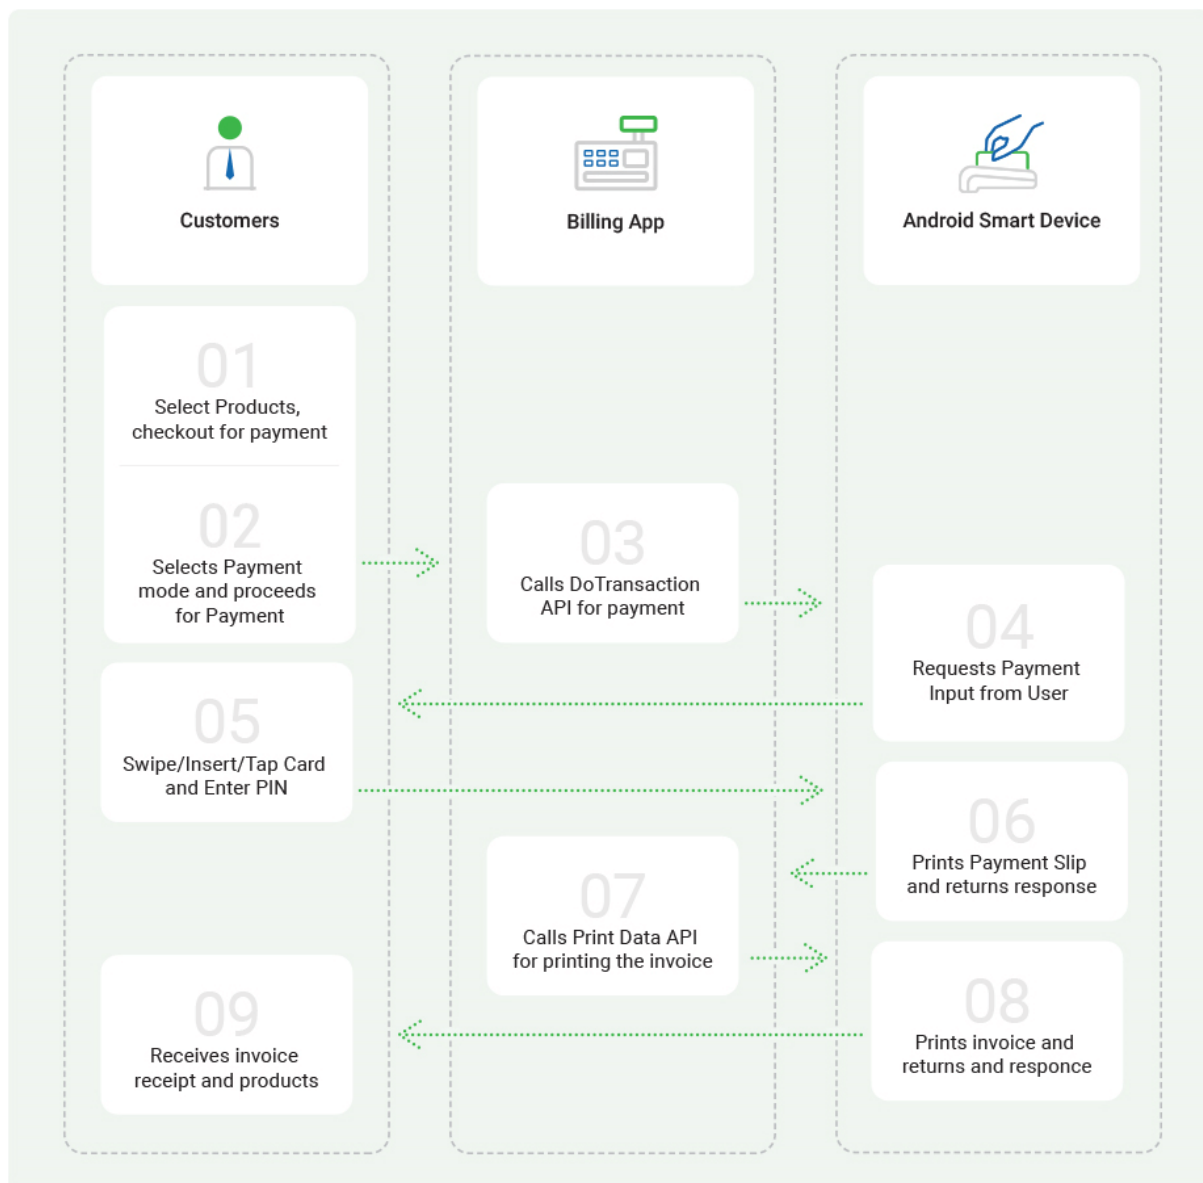 Customers
Billing App
Android Smart Device
01
Select Products,
checkout for payment
02
Selects Payment
mode and proceeds
for Payment
03
Calls DoTransaction
API for payment
04
Requests Payment
Input from User
05
Swipe/Insert/Tap Card
and Enter PIN
06
Prints Payment Slip
and returns response
07
Calls Print Data API
for printing the invoice
08
Prints invoice and
returns and responce
09
Receives invoice
receipt and products